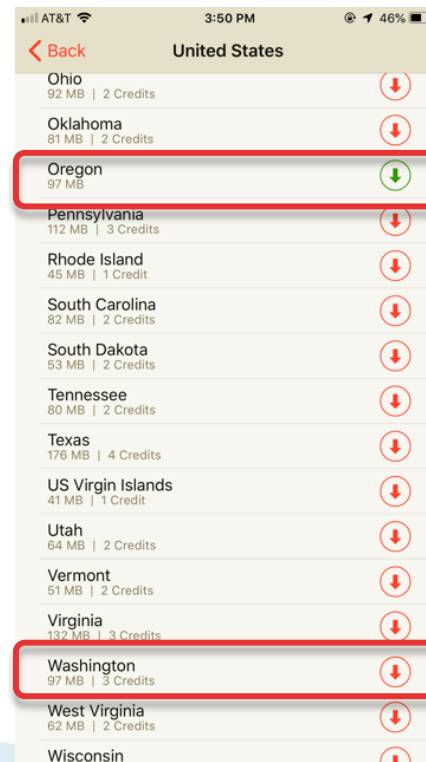 AT&T 3:50 PM 46%
Back United States
Ohio
92 MB | 2 Credits
Oklahoma
81 MB | 2 Credits
Oregon
97 MB
Pennsylvania
112 MB | 3 Credits
Rhode Island
45 MB | 1 Credit
South Carolina
82 MB | 2 Credits
South Dakota
53 MB | 2 Credits
Tennessee
80 MB | 2 Credits
Texas
176 MB | 4 Credits
US Virgin Islands
41 MB | 1 Credit
Utah
64 MB | 2 Credits
Vermont
51 MB | 2 Credits
Virginia
132 MB | 3 Credits
Washington
97 MB | 3 Credits
West Virginia
62 MB | 2 Credits
Wisconsin